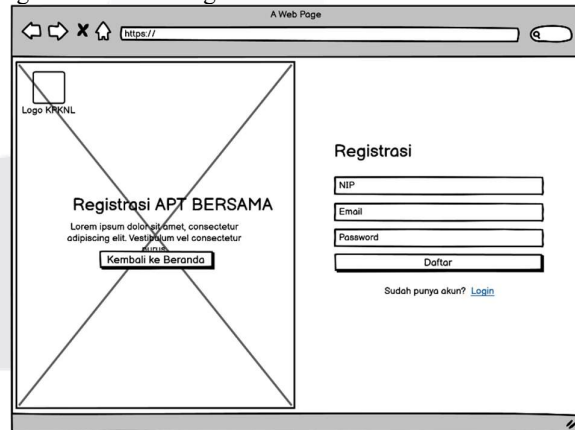 A Web Page
https://
Logo KPKNL
Registrasi APT BERSAMA
Lorem ipsum dolor sit amet, consectetur
adipiscing elit. Vestibulum vel consectetur
purus
Kembali ke Beranda
Registrasi
NIP
Email
Password
Daftar
Sudah punya akun? Login